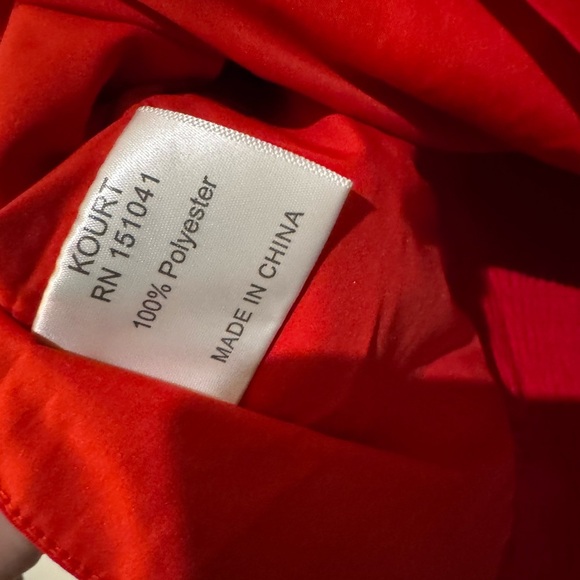 KOURT
RN 151041
100% Polyester
MADE IN CHINA